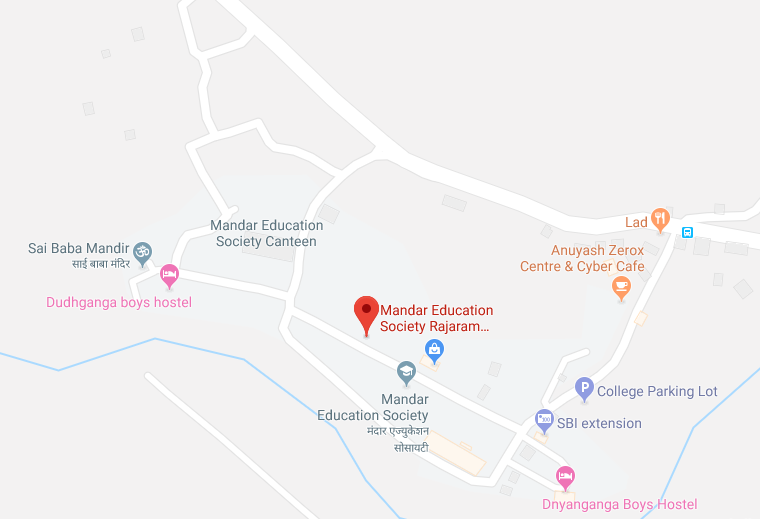 Mandar Education
Society Canteen
Lad
Sai Baba Mandir
साई बाबा मंदिर
Anuyash Zerox
Centre & Cyber Cafe
Dudhganga boys hostel
Mandar Education
Society Rajaram...
College Parking Lot
P
Mandar
Education Society
मंदार एज्युकेशन
सोसायटी
SBI extension
Dnyanganga Boys Hostel